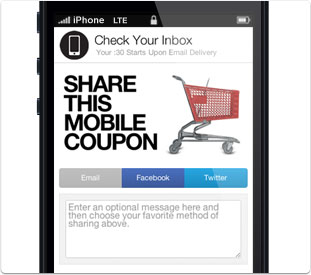 iPhone LTE
Check Your Inbox
Your :30 Starts Upon Email Delivery
SHARE
THIS
MOBILE
COUPON
Email Facebook Twitter
Enter an optional message here and
then choose your favorite method of
sharing above.